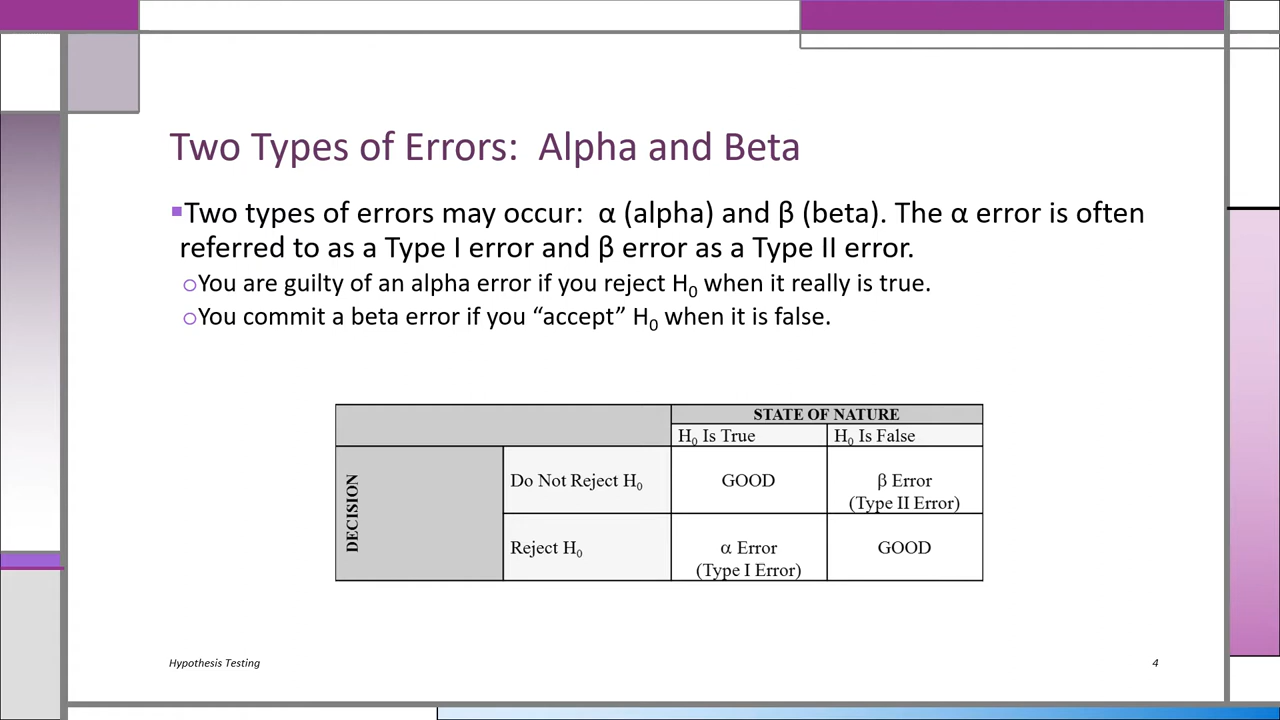 Two Types of Errors:  Alpha and Beta
▪Two types of errors may occur:  α (alpha) and β (beta). The α error is often
referred to as a Type I error and β error as a Type II error.
oYou are guilty of an alpha error if you reject H₀ when it really is true.
oYou commit a beta error if you “accept” H₀ when it is false.
STATE OF NATURE
H₀ Is True H₀ Is False
DECISION
Do Not Reject H₀ GOOD β Error
(Type II Error)
Reject H₀ α Error GOOD
(Type I Error)
Hypothesis Testing 4